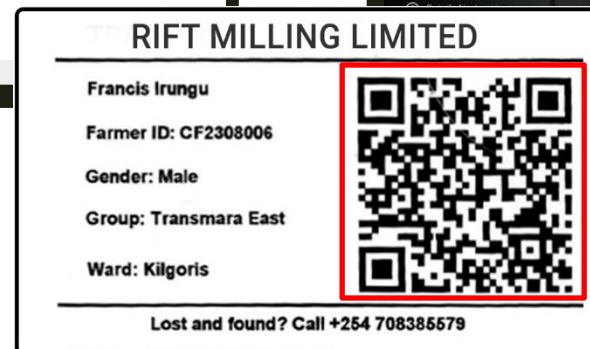 RIFT MILLING LIMITED
Francis Irungu
Farmer ID: CF2308006
Gender: Male
Group: Transmara East
Ward: Kilgoris
Lost and found? Call +254 708385579